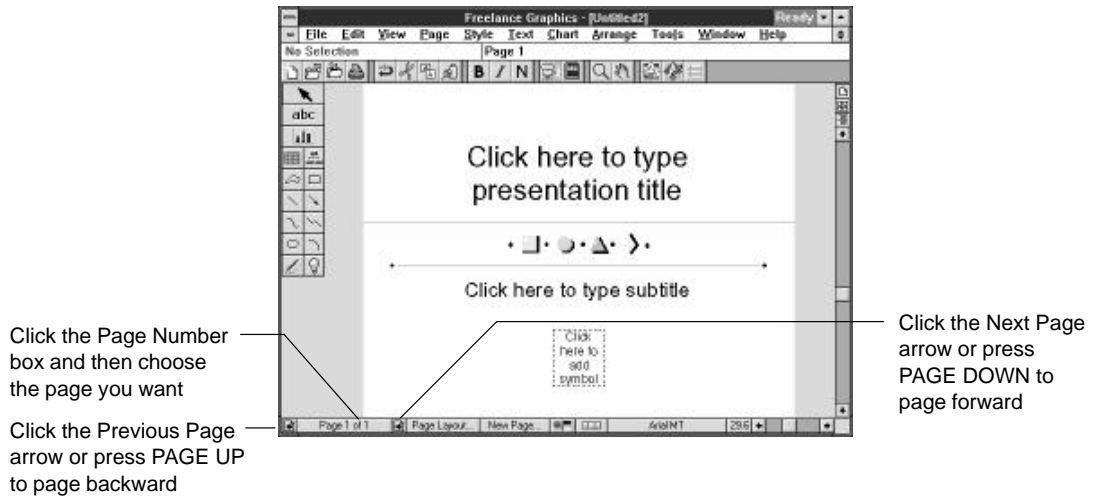 Freelance Graphics - [Untitled2] Ready
File Edit View Page Style Text Chart Arrange Tools Window Help
No Selection Page 1
B I N
abc
Click here to type
presentation title
Click here to type subtitle
Click
here to
add
symbol
Page 1 of 1 Page Layout... New Page... Arial MT 29.6
Click the Page Number
box and then choose
the page you want
Click the Previous Page
arrow or press PAGE UP
to page backward
Click the Next Page
arrow or press
PAGE DOWN to
page forward